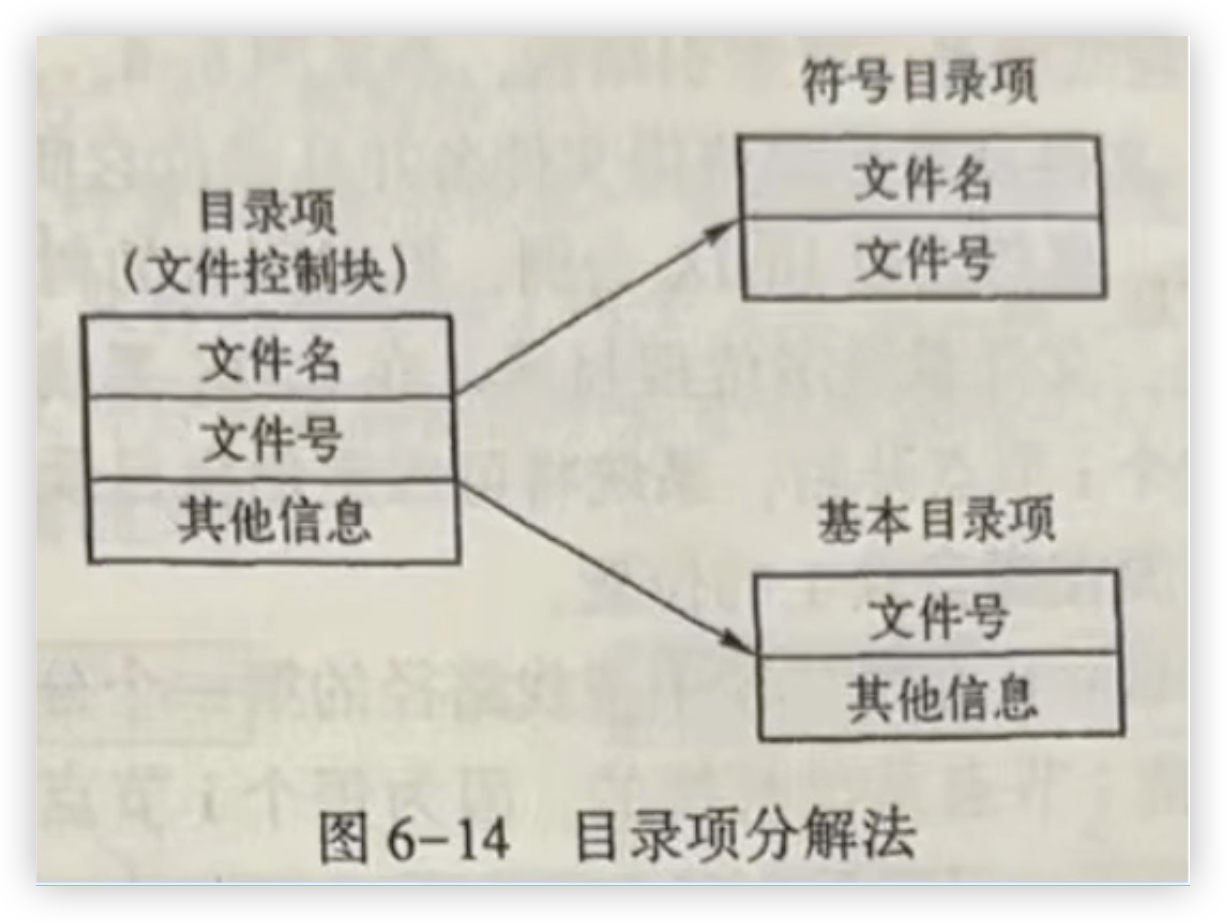 符号目录项
文件名
文件号
目录项
（文件控制块）
文件名
文件号
其他信息
基本目录项
文件号
其他信息
图 6-14 目录项分解法